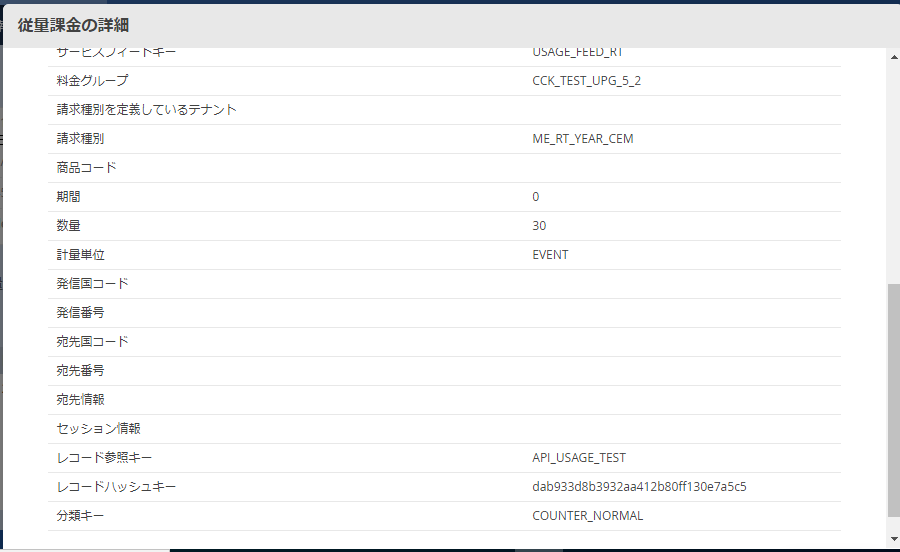 従量課金の詳細
サービスフィードキー USAGE_FEED_RT
料金グループ CCK_TEST_UPG_5_2
請求種別を定義しているテナント
請求種別 ME_RT_YEAR_CEM
商品コード
期間 0
数量 30
計量単位 EVENT
発信国コード
発信番号
宛先国コード
宛先番号
宛先情報
セッション情報
レコード参照キー API_USAGE_TEST
レコードハッシュキー dab933d8b3932aa412b80ff130e7a5c5
分類キー COUNTER_NORMAL